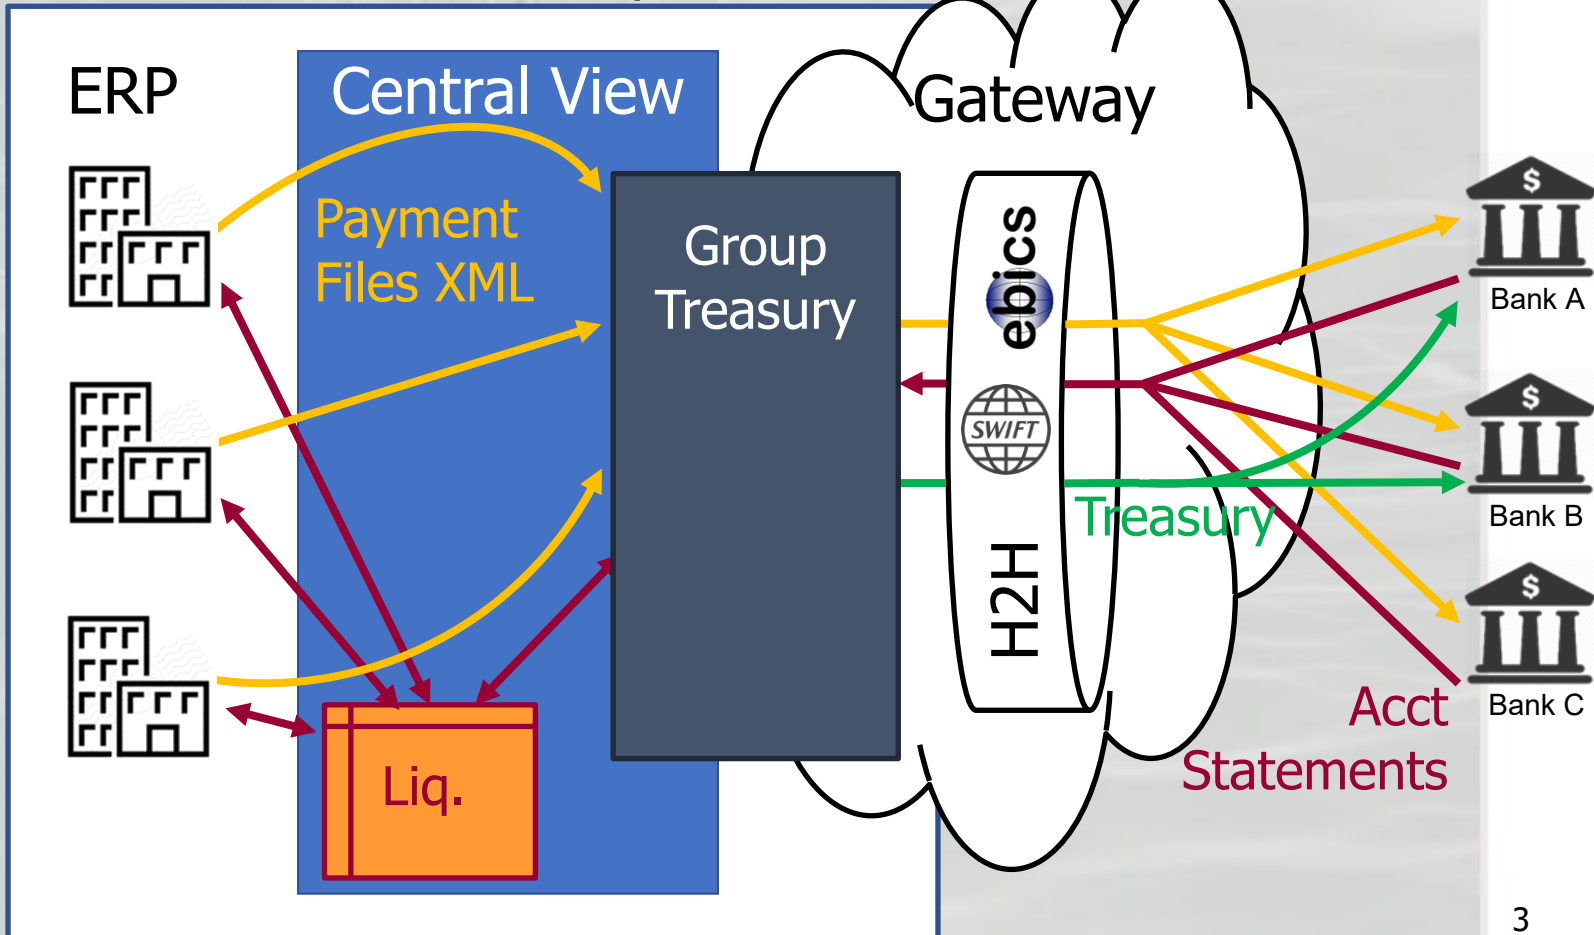 ERP
Central View
Gateway
Payment
Files XML
Group
Treasury
ebics
SWIFT
H2H
Treasury
$
Bank A
$
Bank B
$
Bank C
Acct
Statements
Liq.
3